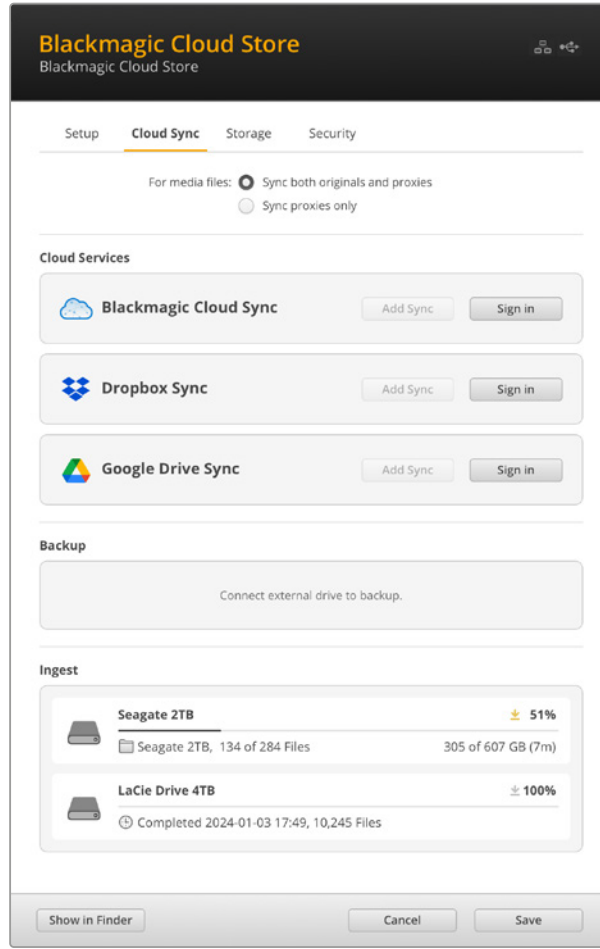 Blackmagic Cloud Store
Blackmagic Cloud Store
Setup Cloud Sync Storage Security
For media files: Sync both originals and proxies
Sync proxies only
Cloud Services
Blackmagic Cloud Sync Add Sync Sign in
Dropbox Sync Add Sync Sign in
Google Drive Sync Add Sync Sign in
Backup
Connect external drive to backup.
Ingest
Seagate 2TB 51%
Seagate 2TB, 134 of 284 Files 305 of 607 GB (7m)
LaCie Drive 4TB 100%
Completed 2024-01-03 17:49, 10,245 Files
Show in Finder Cancel Save